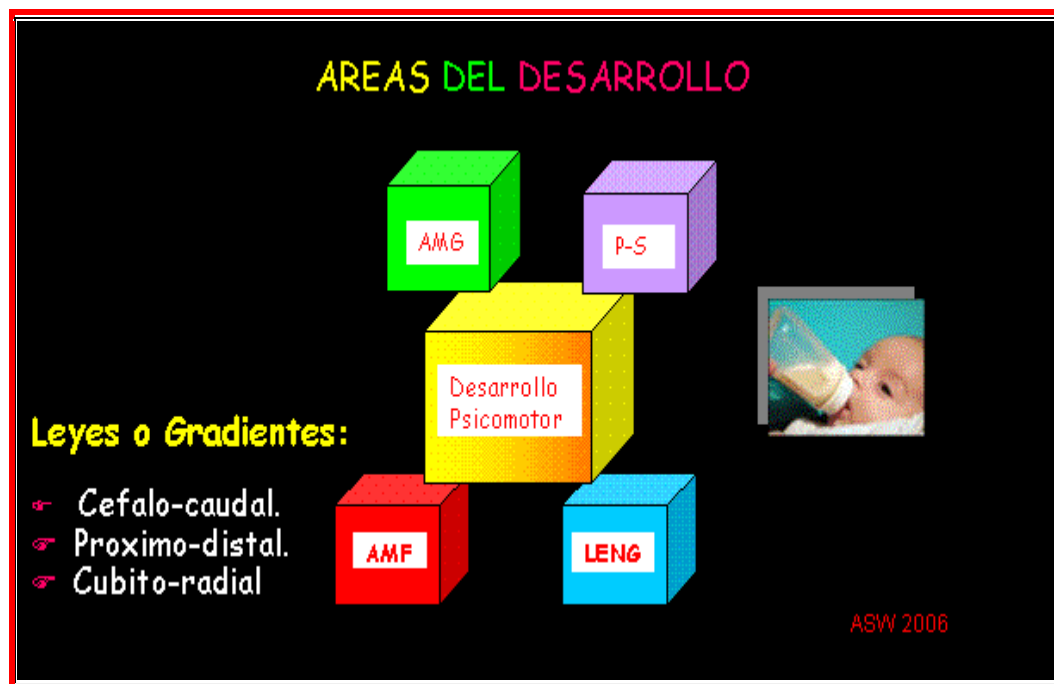 AREAS DEL DESARROLLO
AMG
P-S
Desarrollo
Psicomotor
Leyes o Gradientes:
Cefalo-caudal.
Proximo-distal.
Cubito-radial
AMF
LENG
ASW 2006